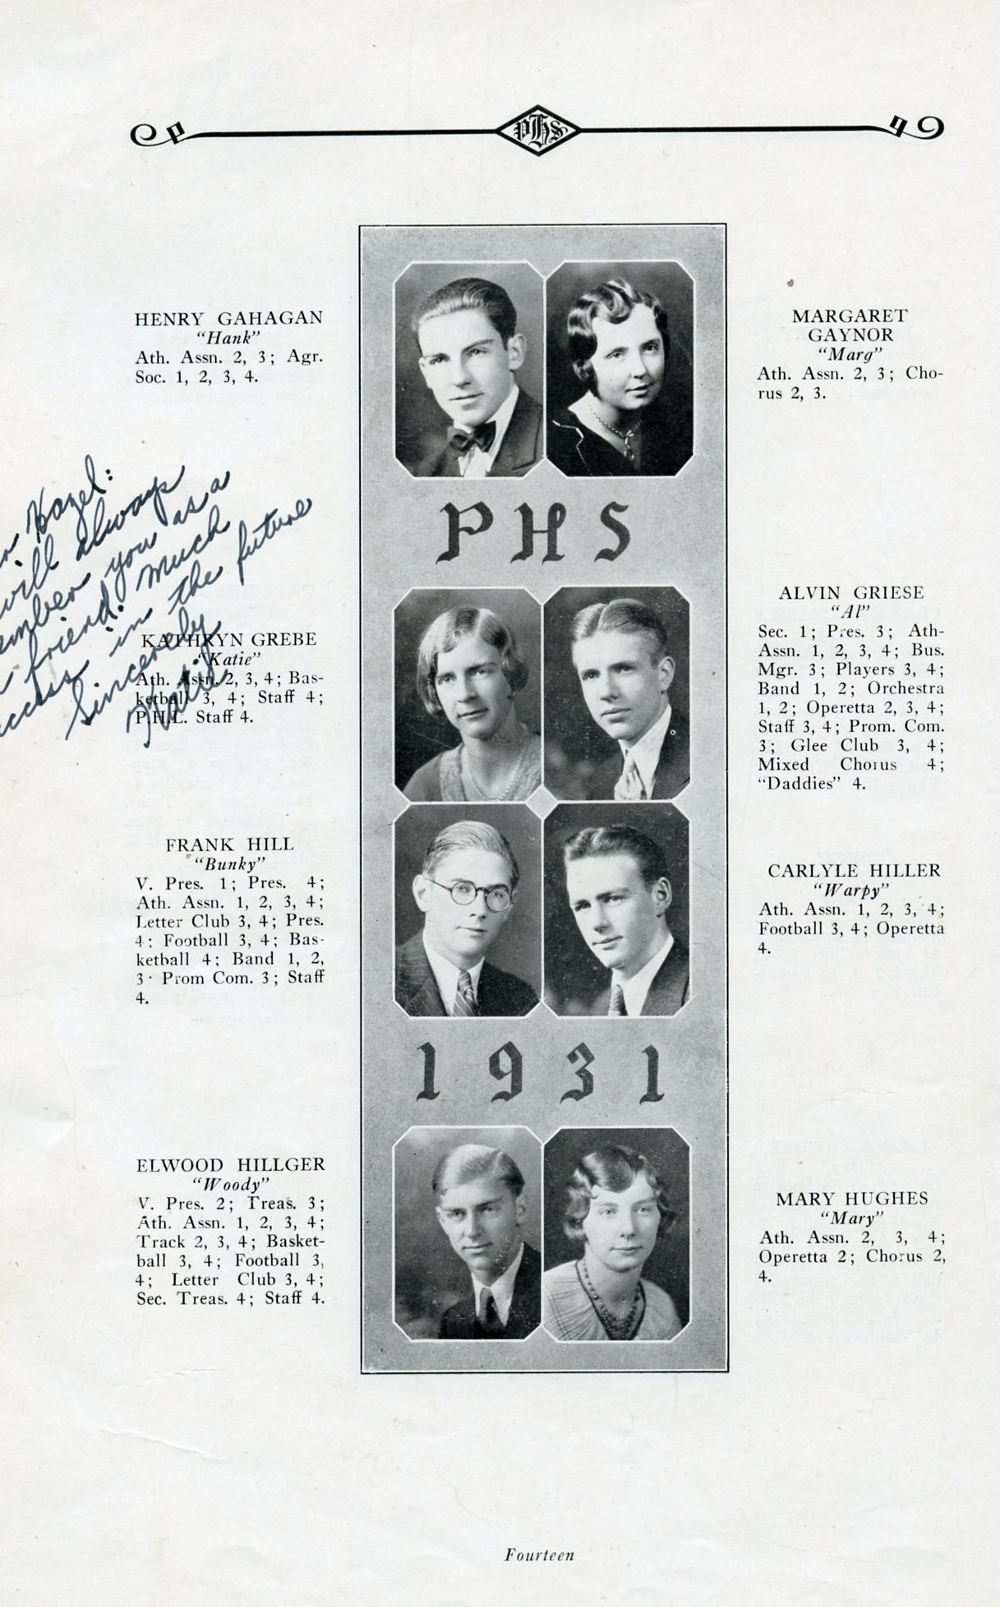 PHS
HENRY GAHAGAN
"Hank"
Ath. Assn. 2, 3; Agr.
Soc. 1, 2, 3, 4.
MARGARET
GAYNOR
"Marg"
Ath. Assn. 2, 3; Cho-
rus 2, 3.
Hazel:
will always
you as a
friend. Much
in the future
Sincerely
Katie
PHS
KATHRYN GREBE
"Katie"
Ath. Assn. 2, 3, 4; Bas-
ketball 3, 4; Staff 4;
P.H.L. Staff 4.
ALVIN GRIESE
"Al"
Sec. 1; Pres. 3; Ath-
Assn. 1, 2, 3, 4; Bus.
Mgr. 3; Players 3, 4;
Band 1, 2; Orchestra
1, 2; Operetta 2, 3, 4;
Staff 3, 4; Prom. Com.
3; Glee Club 3, 4;
Mixed Chorus 4;
"Daddies" 4.
FRANK HILL
"Bunky"
V. Pres. 1; Pres. 4;
Ath. Assn. 1, 2, 3, 4;
Letter Club 3, 4; Pres.
4; Football 3, 4; Bas-
ketball 4; Band 1, 2,
3· Prom Com. 3; Staff
4.
CARLYLE HILLER
"Warpy"
Ath. Assn. 1, 2, 3, 4;
Football 3, 4; Operetta
4.
1931
ELWOOD HILLGER
"Woody"
V. Pres. 2; Treas. 3;
Ath. Assn. 1, 2, 3, 4;
Track 2, 3, 4; Basket-
ball 3, 4; Football 3,
4; Letter Club 3, 4;
Sec. Treas. 4; Staff 4.
MARY HUGHES
"Mary"
Ath. Assn. 2, 3, 4;
Operetta 2; Chorus 2,
4.
Fourteen